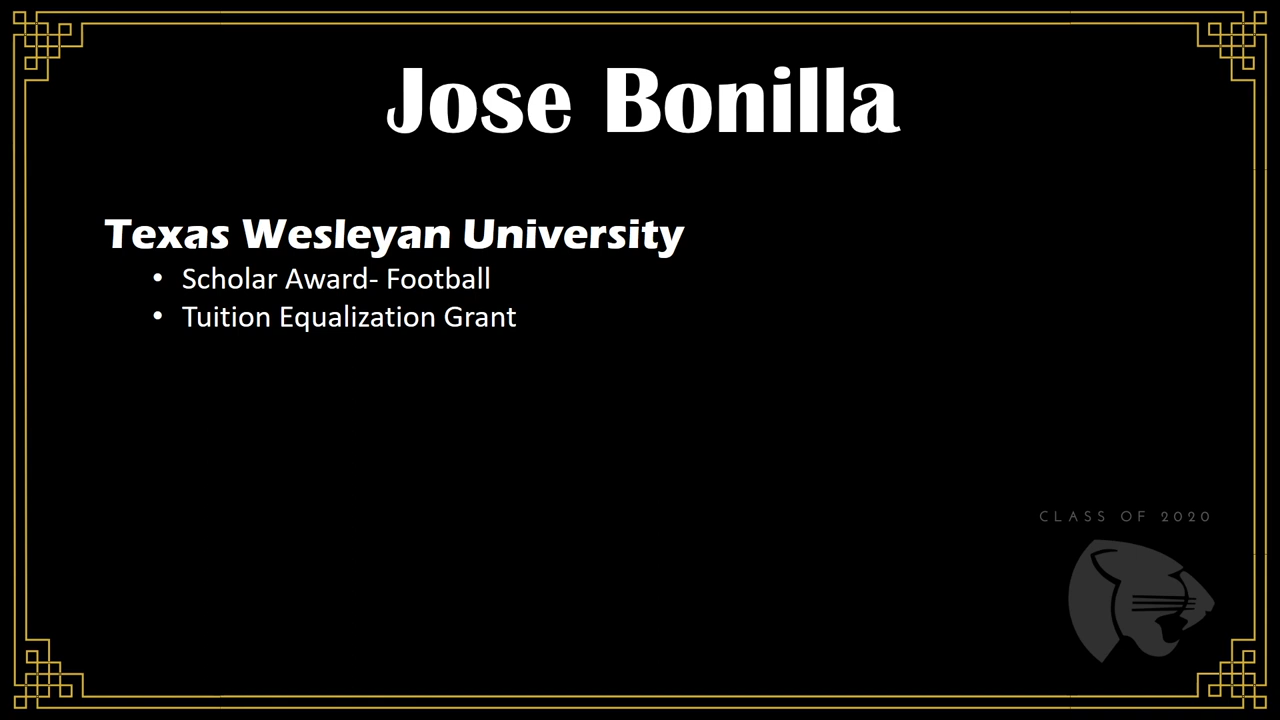 Jose Bonilla
Texas Wesleyan University
• Scholar Award- Football
• Tuition Equalization Grant
CLASS OF 2020